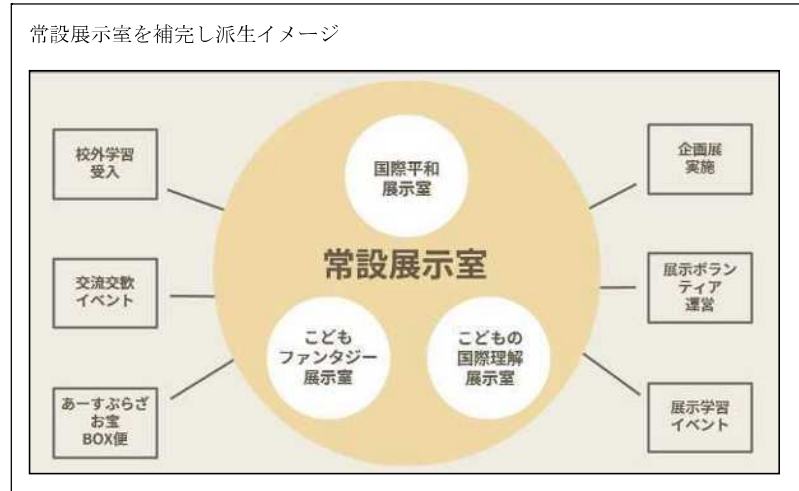 常設展示室を補完し派生イメージ
校外学習
受入
交流交歓
イベント
あーすぷらざ
お宝
BOX便
国際平和
展示室
常設展示室
こども
ファンタジー
展示室
こどもの
国際理解
展示室
企画展
実施
展示ボラン
ティア
運営
展示学習
イベント